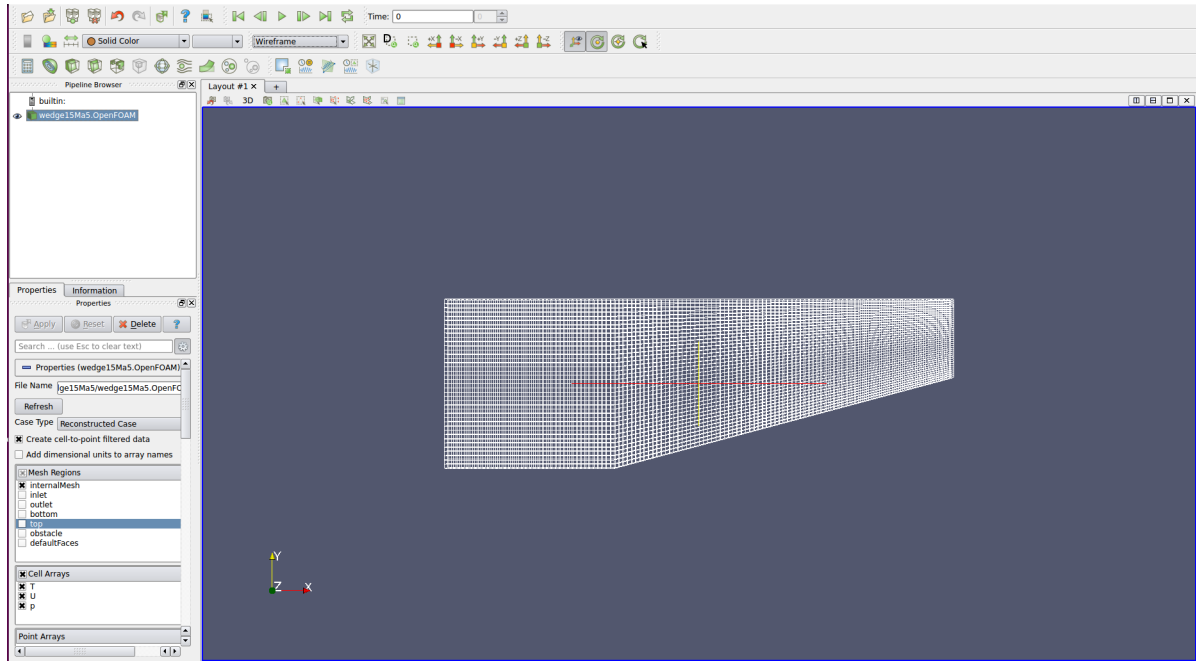 Time: 0 0
Solid Color Wireframe
Pipeline Browser
Layout #1 X +
builtin:
3D
wedge15Ma5.OpenFOAM
Properties Information
Properties
Apply Reset Delete ?
Search ... (use Esc to clear text)
Properties (wedge15Ma5.OpenFOAM)
File Name lge15Ma5/wedge15Ma5.OpenFC
Refresh
Case Type Reconstructed Case
Create cell-to-point filtered data
Add dimensional units to array names
Mesh Regions
internalMesh
inlet
outlet
bottom
top
obstacle
defaultFaces
Cell Arrays
T
U
p
Point Arrays
Y
Z X